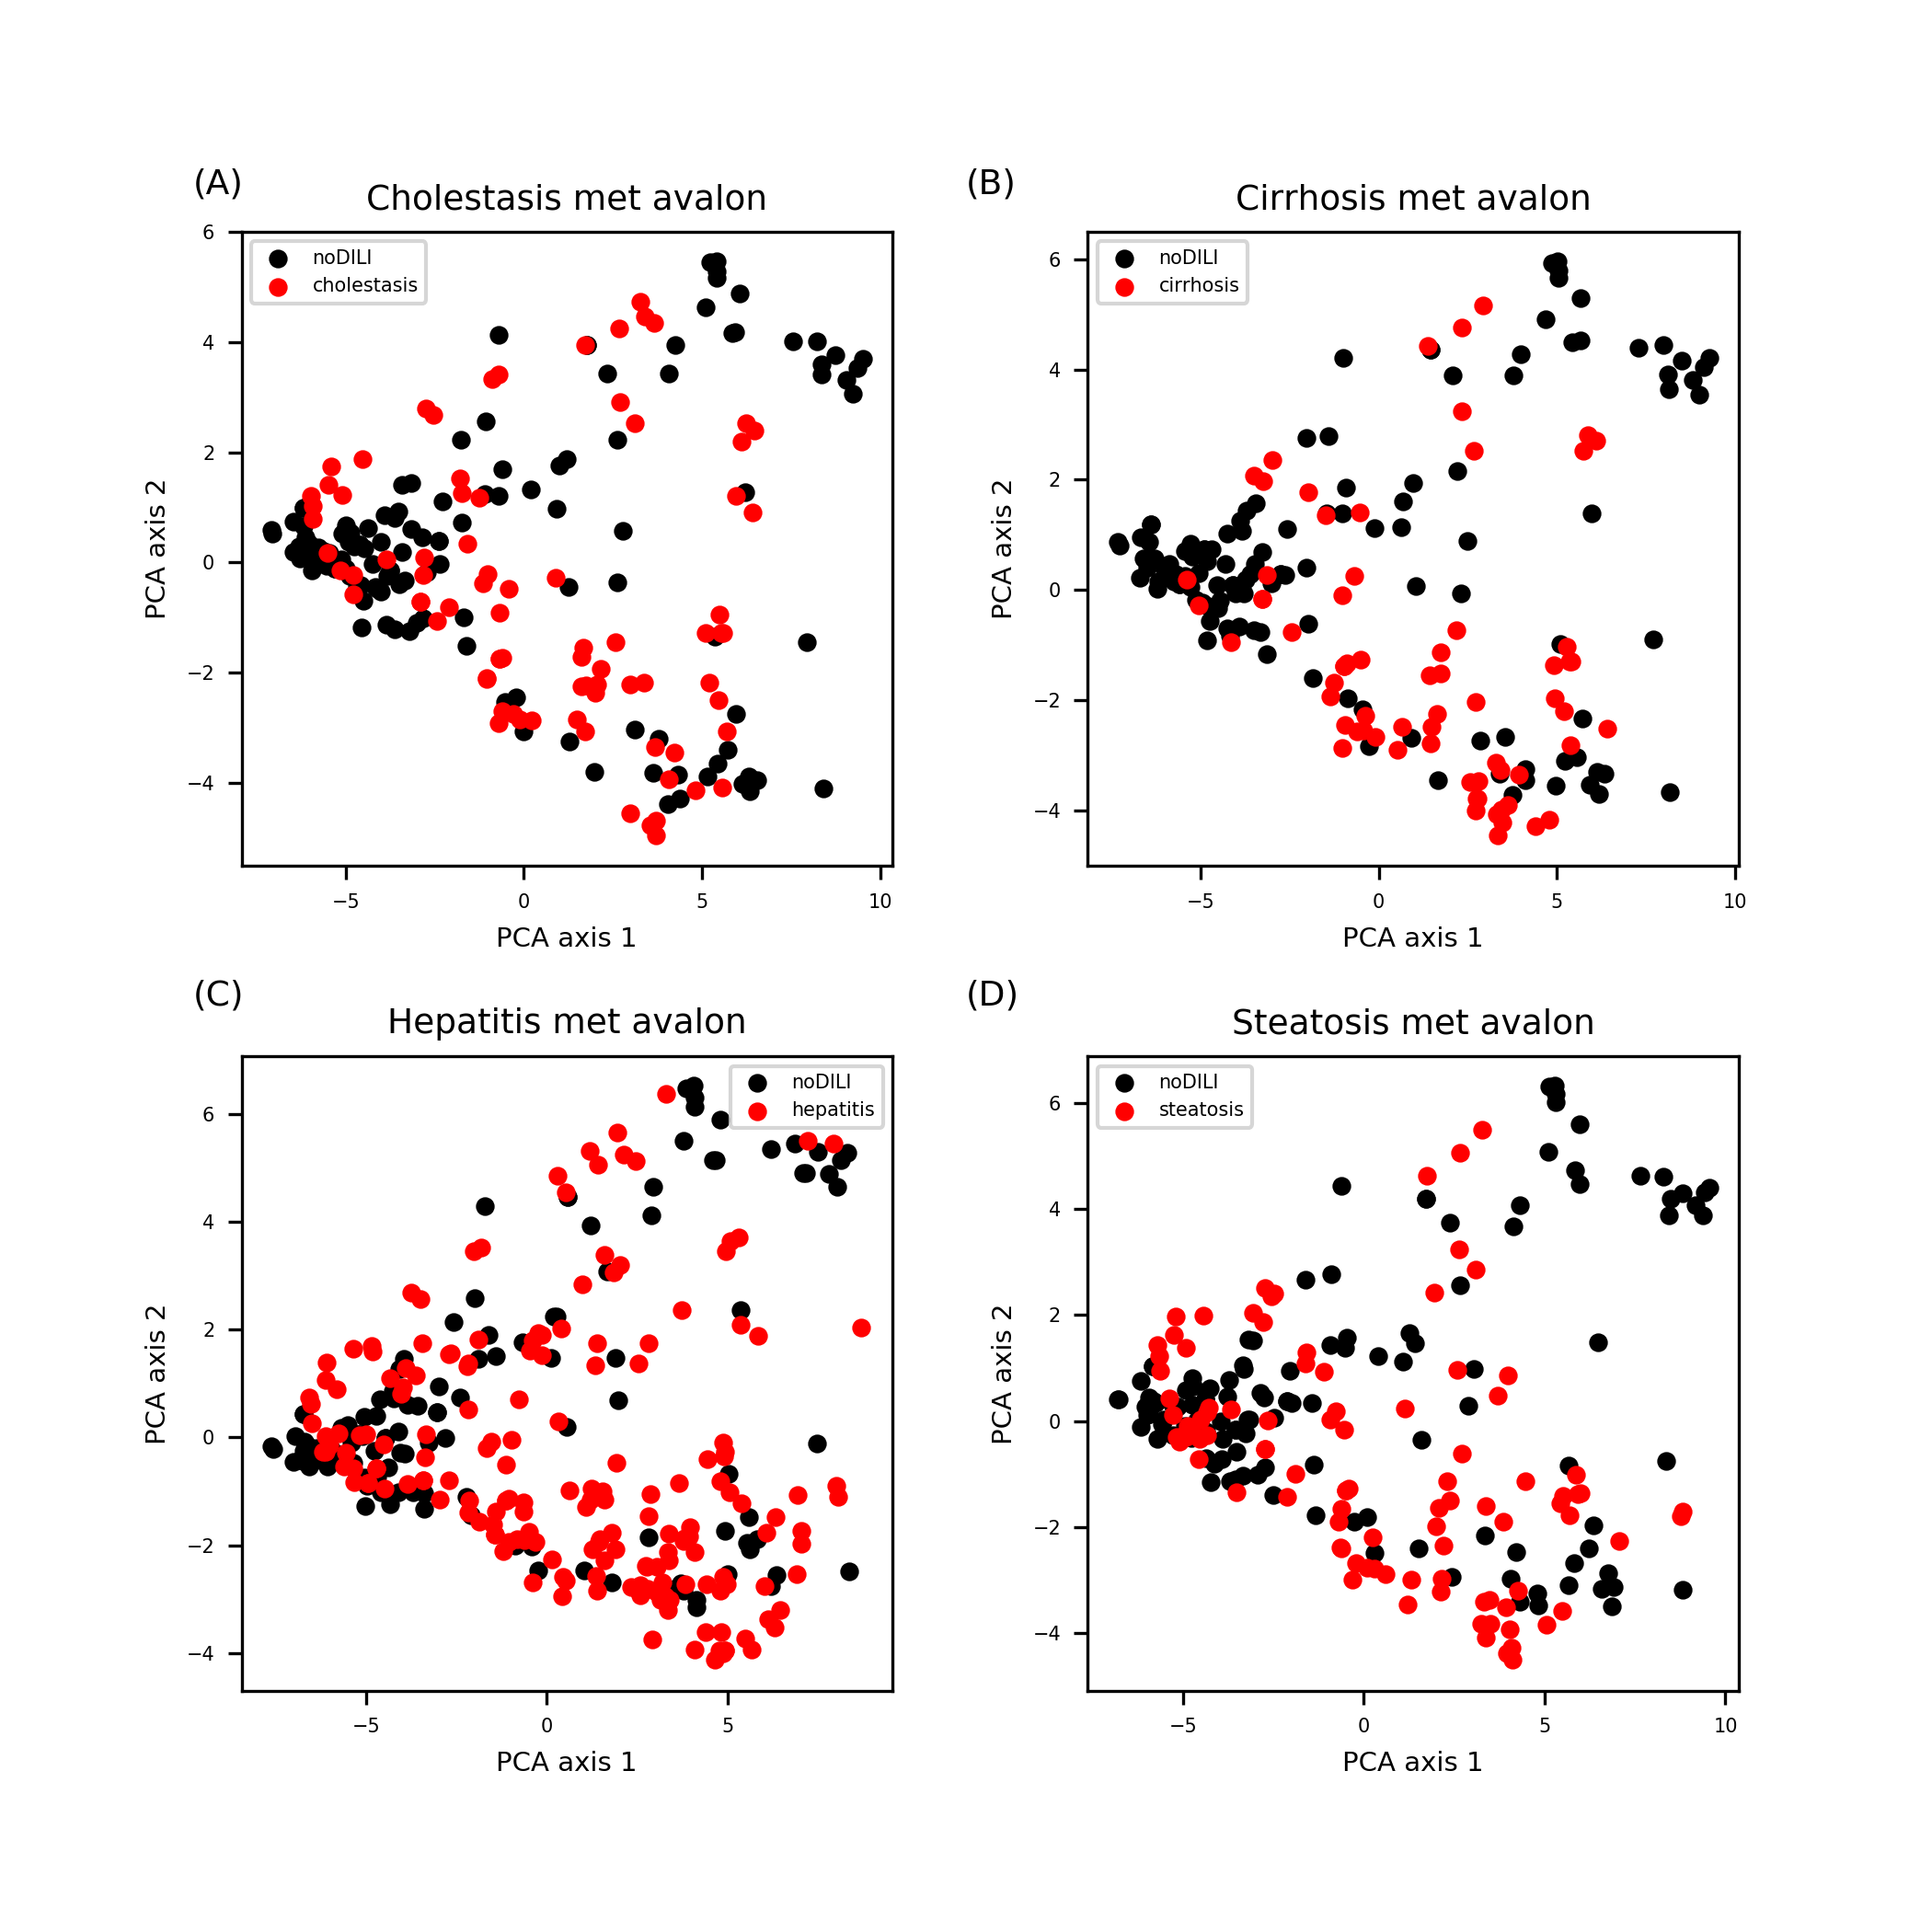 (A)
Cholestasis met avalon
noDILI
cholestasis
6
4
2
0
−2
−4
PCA axis 2
−5
0
5
10
PCA axis 1
(B)
Cirrhosis met avalon
noDILI
cirrhosis
6
4
2
0
−2
−4
PCA axis 2
−5
0
5
10
PCA axis 1
(C)
Hepatitis met avalon
noDILI
hepatitis
6
4
2
0
−2
−4
PCA axis 2
−5
0
5
PCA axis 1
(D)
Steatosis met avalon
noDILI
steatosis
6
4
2
0
−2
−4
PCA axis 2
−5
0
5
10
PCA axis 1